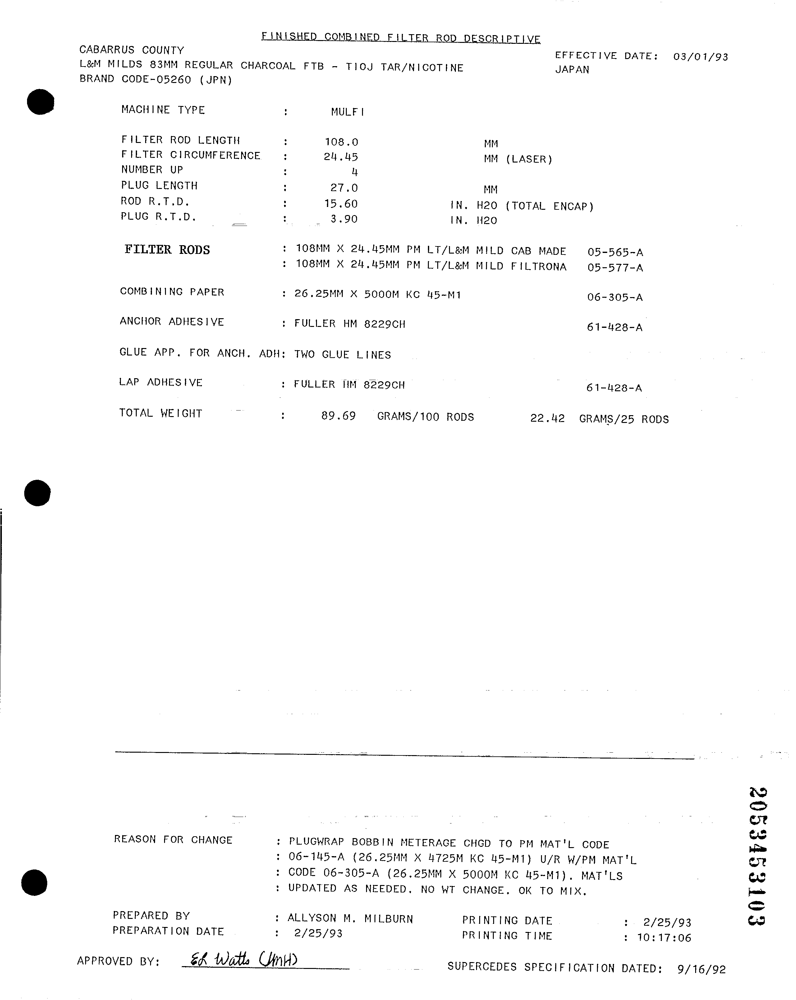 FINISHED COMBINED FILTER ROD DESCRIPTIVE
CABARRUS COUNTY EFFECTIVE DATE: 03/01/93
L&M MILDS 83MM REGULAR CHARCOAL FTB - TIOJ TAR/NICOTINE JAPAN
BRAND CODE-05260 (JPN)
MACHINE TYPE : MULFI
FILTER ROD LENGTH : 108.0 MM
FILTER CIRCUMFERENCE : 24.45 MM (LASER)
NUMBER UP : 4
PLUG LENGTH : 27.0 MM
ROD R.T.D. : 15.60 IN. H2O (TOTAL ENCAP)
PLUG R.T.D. : 3.90 IN. H2O
FILTER RODS : 108MM X 24.45MM PM LT/L&M MILD CAB MADE 05-565-A
: 108MM X 24.45MM PM LT/L&M MILD FILTRONA 05-577-A
COMBINING PAPER : 26.25MM X 5000M KC 45-M1 06-305-A
ANCHOR ADHESIVE : FULLER HM 8229CH 61-428-A
GLUE APP. FOR ANCH. ADH: TWO GLUE LINES
LAP ADHESIVE : FULLER HM 8229CH 61-428-A
TOTAL WEIGHT : 89.69 GRAMS/100 RODS 22.42 GRAMS/25 RODS
2053453103
REASON FOR CHANGE : PLUGWRAP BOBBIN METERAGE CHGD TO PM MAT'L CODE
: 06-145-A (26.25MM X 4725M KC 45-M1) U/R W/PM MAT'L
: CODE 06-305-A (26.25MM X 5000M KC 45-M1). MAT'LS
: UPDATED AS NEEDED. NO WT CHANGE. OK TO MIX.
PREPARED BY : ALLYSON M. MILBURN PRINTING DATE : 2/25/93
PREPARATION DATE : 2/25/93 PRINTING TIME : 10:17:06
APPROVED BY: Ed Watts (HMH)
SUPERCEDES SPECIFICATION DATED: 9/16/92